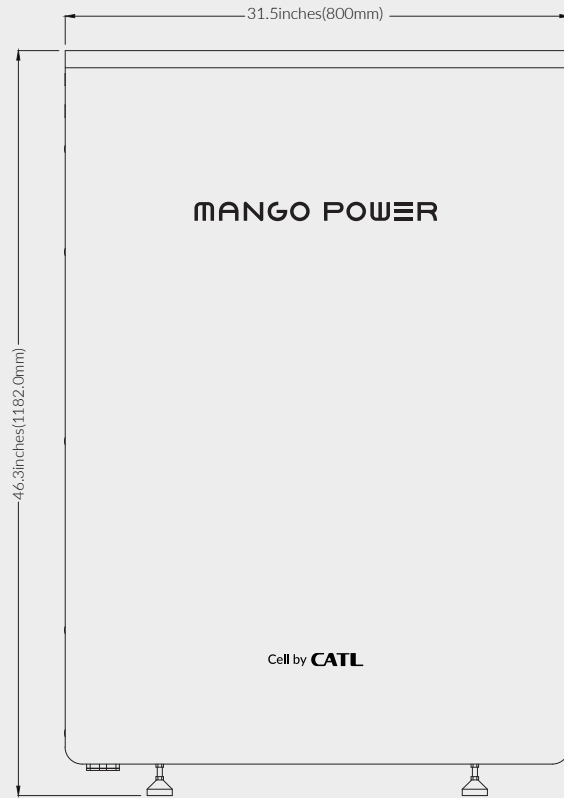 31.5inches(800mm)
MANGO POWER
46.3inches(1182.0mm)
Cell by CATL